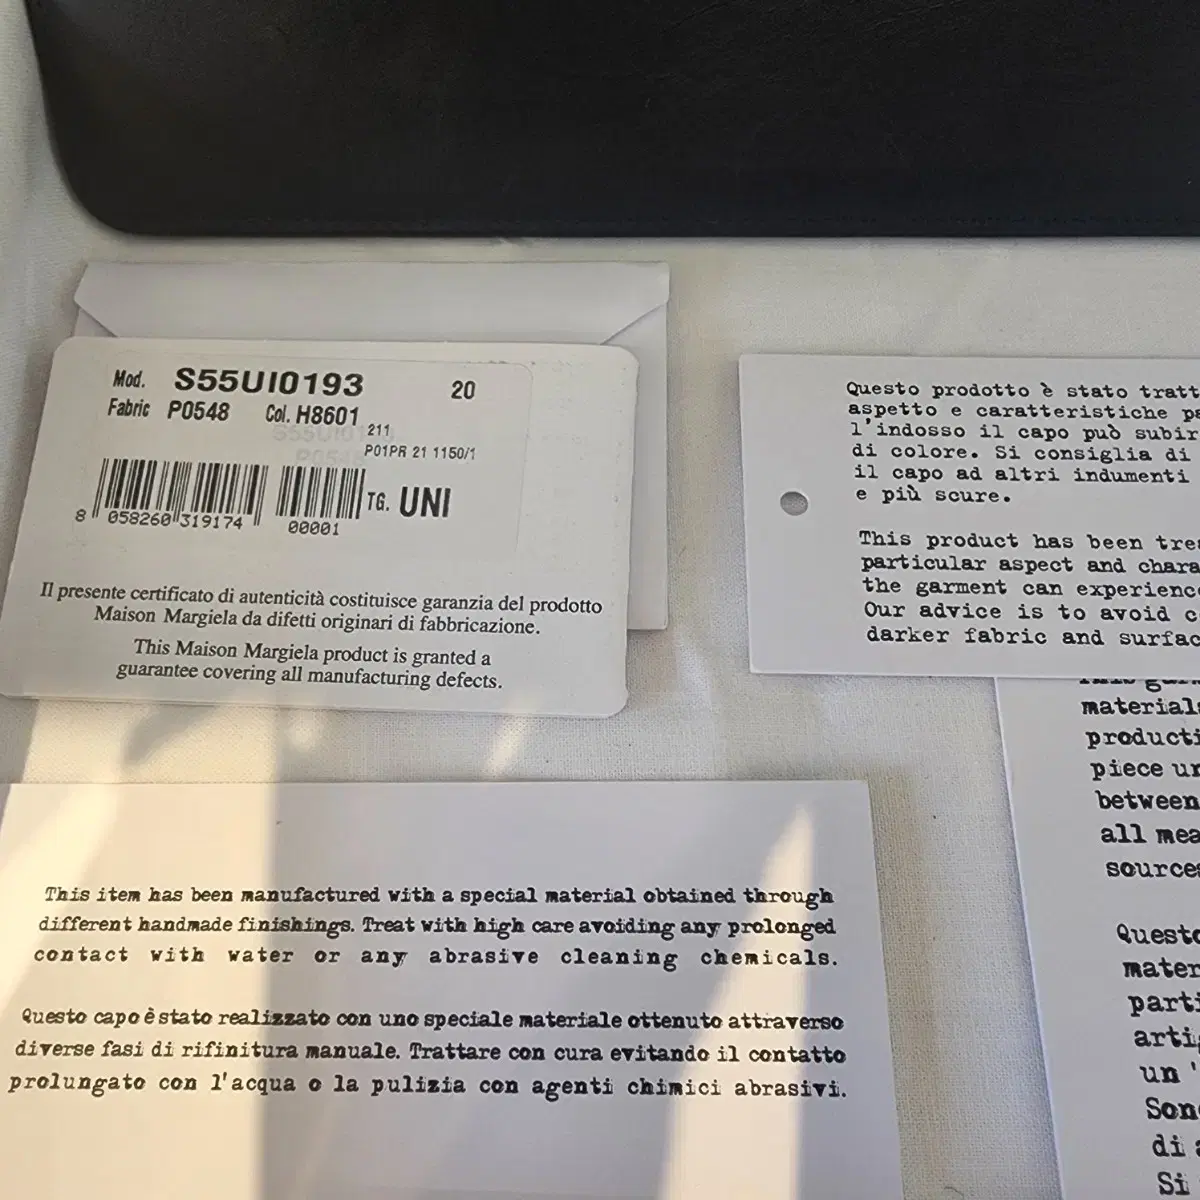 Mod. S55UI0193 20
Fabric P0548 Col. H8601
211
P01PR 21 1150/1
TG. UNI
8 058260 319174 00001
Il presente certificato di autenticità costituisce garanzia del prodotto
Maison Margiela da difetti originari di fabbricazione.
This Maison Margiela product is granted a
guarantee covering all manufacturing defects.
Questo prodotto è stato tratt
aspetto e caratteristiche pa
l'indosso il capo può subir
di colore. Si consiglia di
il capo ad altri indumenti
e più scure.
This product has been trea
particular aspect and chara
the garment can experienc
Our advice is to avoid c
darker fabric and surfac
materials
producti
piece un
between
all mea
sources
Questo
mater
parti
artig
un '
Sono
di a
Si
This item has been manufactured with a special material obtained through
different handmade finishings. Treat with high care avoiding any prolonged
contact with water or any abrasive cleaning chemicals.
Questo capo è stato realizzato con uno speciale materiale ottenuto attraverso
diverse fasi di rifinitura manuale. Trattare con cura evitando il contatto
prolungato con l'acqua o la pulizia con agenti chimici abrasivi.